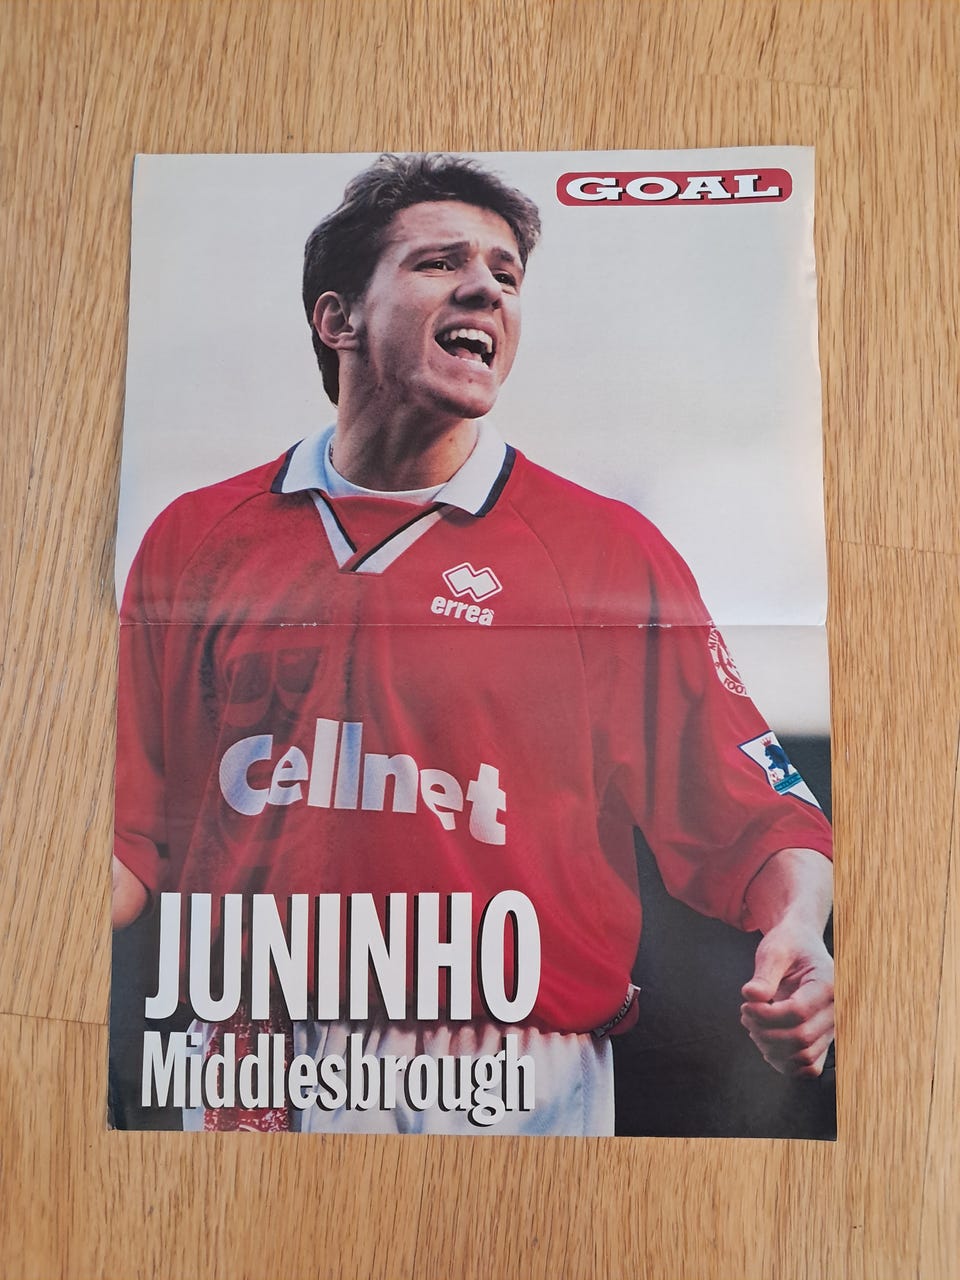 GOAL
errea
Cellnet
JUNINHO
Middlesbrough